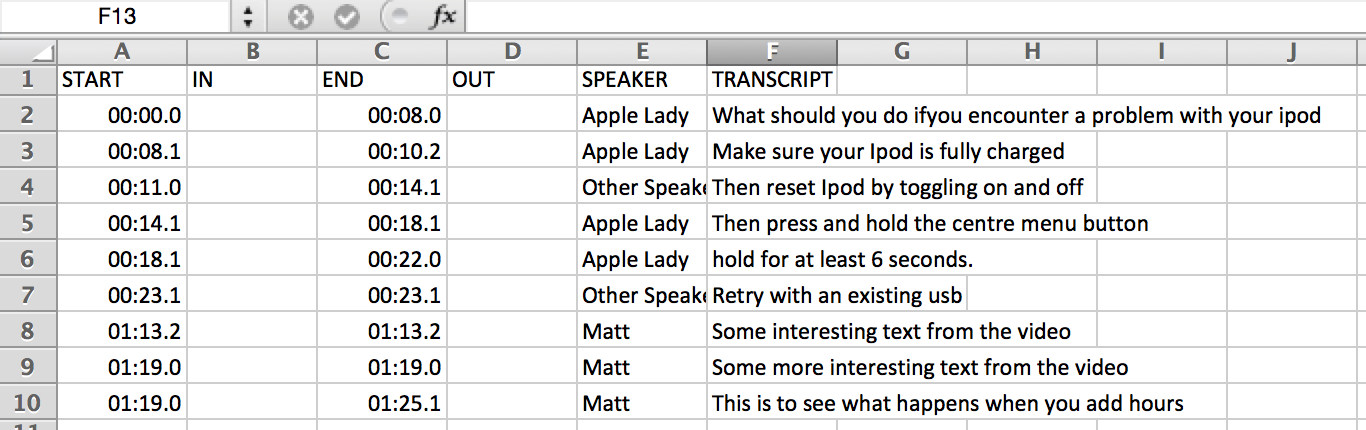 F13 fx
A B C D E F G H I J
1 START IN END OUT SPEAKER TRANSCRIPT
2 00:00.0 00:08.0 Apple Lady What should you do ifyou encounter a problem with your ipod
3 00:08.1 00:10.2 Apple Lady Make sure your Ipod is fully charged
4 00:11.0 00:14.1 Other Speake Then reset Ipod by toggling on and off
5 00:14.1 00:18.1 Apple Lady Then press and hold the centre menu button
6 00:18.1 00:22.0 Apple Lady hold for at least 6 seconds.
7 00:23.1 00:23.1 Other Speake Retry with an existing usb
8 01:13.2 01:13.2 Matt Some interesting text from the video
9 01:19.0 01:19.0 Matt Some more interesting text from the video
10 01:19.0 01:25.1 Matt This is to see what happens when you add hours
11